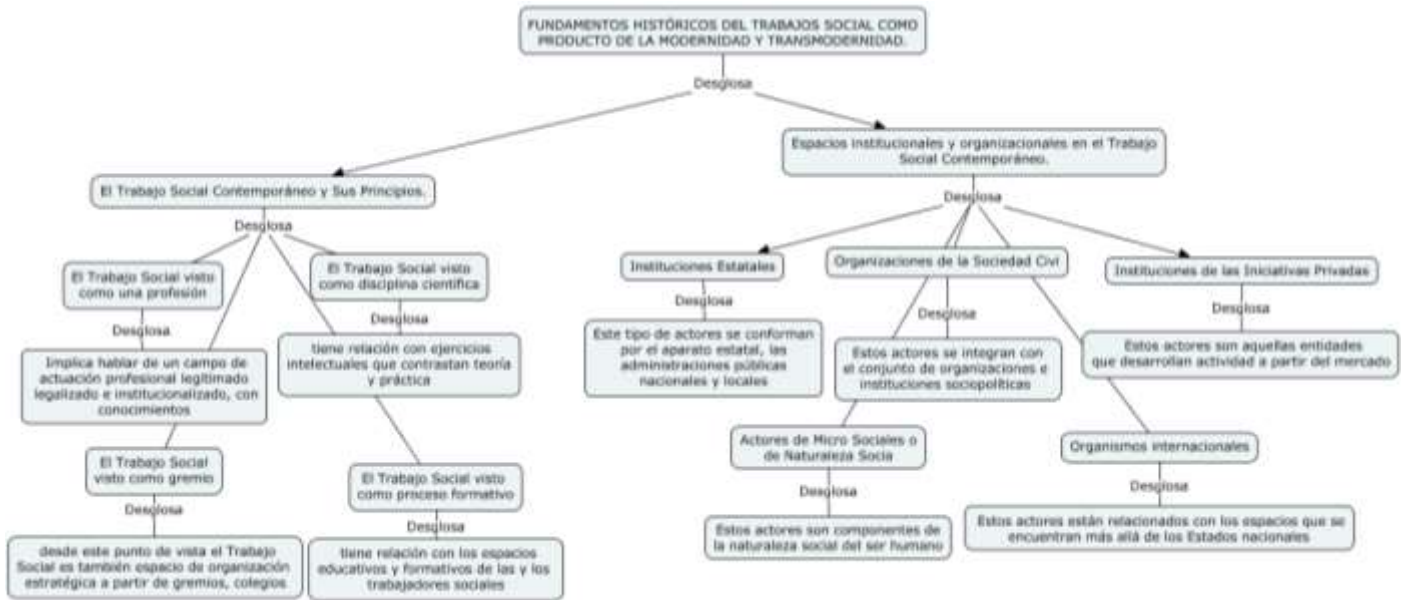 FUNDAMENTOS HISTÓRICOS DEL TRABAJOS SOCIAL COMO
PRODUCTO DE LA MODERNIDAD Y TRANSMODERNIDAD.
Desglosa
El Trabajo Social Contemporáneo y Sus Principios.
Desglosa
El Trabajo Social visto
como una profesión
Desglosa
Implica hablar de un campo de
actuación profesional legitimado
legalizado e institucionalizado, con
conocimientos
El Trabajo Social visto
como disciplina científica
Desglosa
tiene relación con ejercicios
intelectuales que contrastan teoría
y práctica
El Trabajo Social
visto como gremio
Desglosa
desde este punto de vista el Trabajo
Social es también espacio de organización
estratégica a partir de gremios, colegios
El Trabajo Social visto
como proceso formativo
Desglosa
tiene relación con los espacios
educativos y formativos de las y los
trabajadores sociales
Espacios institucionales y organizacionales en el Trabajo
Social Contemporáneo.
Desglosa
Instituciones Estatales
Desglosa
Este tipo de actores se conforman
por el aparato estatal, las
administraciones públicas
nacionales y locales
Organizaciones de la Sociedad Civi
Desglosa
Estos actores se integran con
el conjunto de organizaciones e
instituciones sociopolíticas
Instituciones de las Iniciativas Privadas
Desglosa
Estos actores son aquellas entidades
que desarrollan actividad a partir del mercado
Actores de Micro Sociales o
de Naturaleza Socia
Desglosa
Estos actores son componentes de
la naturaleza social del ser humano
Organismos internacionales
Desglosa
Estos actores están relacionados con los espacios que se
encuentran más allá de los Estados nacionales